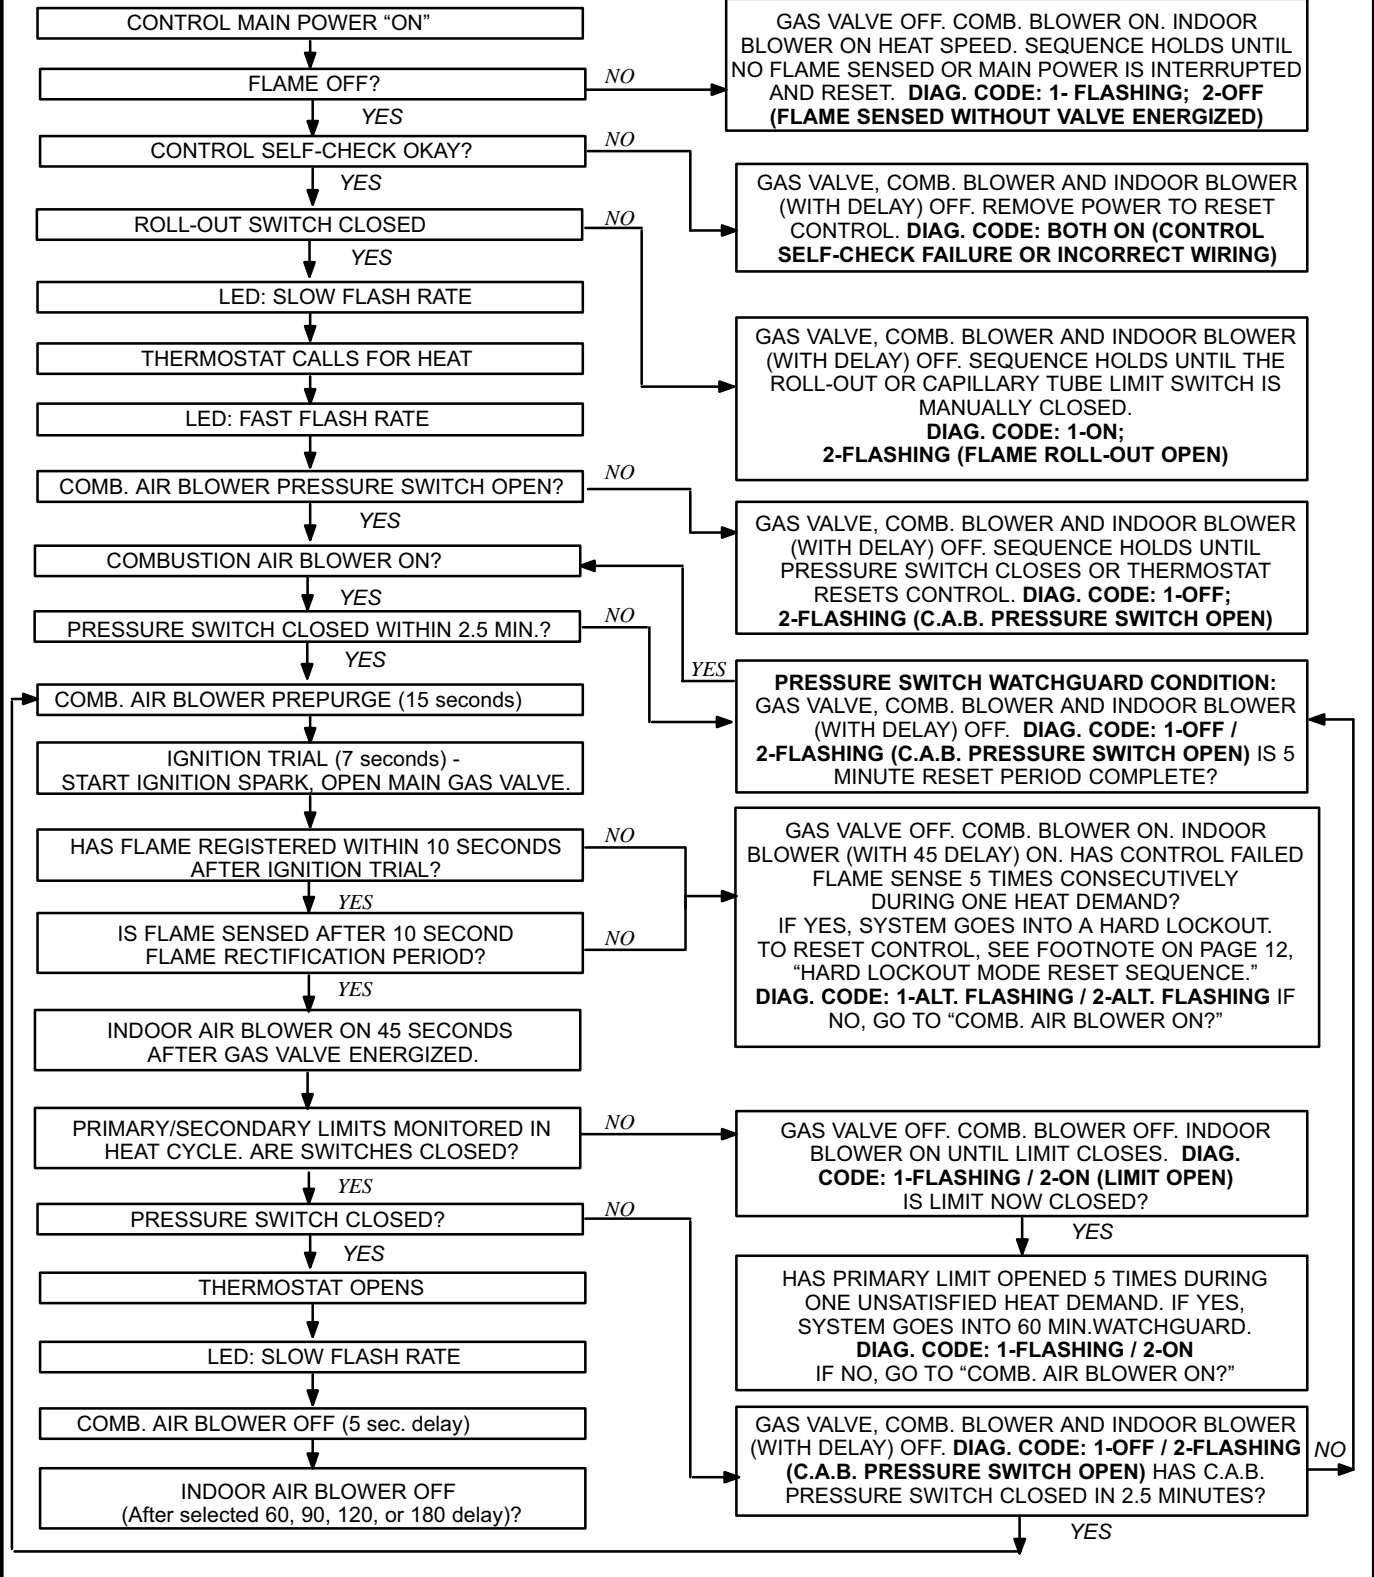 CONTROL MAIN POWER “ON”
GAS VALVE OFF. COMB. BLOWER ON. INDOOR
BLOWER ON HEAT SPEED. SEQUENCE HOLDS UNTIL
NO FLAME SENSED OR MAIN POWER IS INTERRUPTED
AND RESET. DIAG. CODE: 1- FLASHING; 2-OFF
(FLAME SENSED WITHOUT VALVE ENERGIZED)
FLAME OFF?
NO
YES
CONTROL SELF-CHECK OKAY?
NO
YES
GAS VALVE, COMB. BLOWER AND INDOOR BLOWER
(WITH DELAY) OFF. REMOVE POWER TO RESET
CONTROL. DIAG. CODE: BOTH ON (CONTROL
SELF-CHECK FAILURE OR INCORRECT WIRING)
ROLL-OUT SWITCH CLOSED
NO
YES
LED: SLOW FLASH RATE
THERMOSTAT CALLS FOR HEAT
LED: FAST FLASH RATE
GAS VALVE, COMB. BLOWER AND INDOOR BLOWER
(WITH DELAY) OFF. SEQUENCE HOLDS UNTIL THE
ROLL-OUT OR CAPILLARY TUBE LIMIT SWITCH IS
MANUALLY CLOSED.
DIAG. CODE: 1-ON;
2-FLASHING (FLAME ROLL-OUT OPEN)
COMB. AIR BLOWER PRESSURE SWITCH OPEN?
NO
YES
GAS VALVE, COMB. BLOWER AND INDOOR BLOWER
(WITH DELAY) OFF. SEQUENCE HOLDS UNTIL
PRESSURE SWITCH CLOSES OR THERMOSTAT
RESETS CONTROL. DIAG. CODE: 1-OFF;
2-FLASHING (C.A.B. PRESSURE SWITCH OPEN)
COMBUSTION AIR BLOWER ON?
YES
PRESSURE SWITCH CLOSED WITHIN 2.5 MIN.?
NO
YES
YES
PRESSURE SWITCH WATCHGUARD CONDITION:
GAS VALVE, COMB. BLOWER AND INDOOR BLOWER
(WITH DELAY) OFF. DIAG. CODE: 1-OFF /
2-FLASHING (C.A.B. PRESSURE SWITCH OPEN) IS 5
MINUTE RESET PERIOD COMPLETE?
COMB. AIR BLOWER PREPURGE (15 seconds)
IGNITION TRIAL (7 seconds) -
START IGNITION SPARK, OPEN MAIN GAS VALVE.
HAS FLAME REGISTERED WITHIN 10 SECONDS
AFTER IGNITION TRIAL?
NO
YES
GAS VALVE OFF. COMB. BLOWER ON. INDOOR
BLOWER (WITH 45 DELAY) ON. HAS CONTROL FAILED
FLAME SENSE 5 TIMES CONSECUTIVELY
DURING ONE HEAT DEMAND?
IF YES, SYSTEM GOES INTO A HARD LOCKOUT.
TO RESET CONTROL, SEE FOOTNOTE ON PAGE 12,
“HARD LOCKOUT MODE RESET SEQUENCE.”
DIAG. CODE: 1-ALT. FLASHING / 2-ALT. FLASHING IF
NO, GO TO “COMB. AIR BLOWER ON?”
IS FLAME SENSED AFTER 10 SECOND
FLAME RECTIFICATION PERIOD?
NO
YES
INDOOR AIR BLOWER ON 45 SECONDS
AFTER GAS VALVE ENERGIZED.
PRIMARY/SECONDARY LIMITS MONITORED IN
HEAT CYCLE. ARE SWITCHES CLOSED?
NO
YES
GAS VALVE OFF. COMB. BLOWER OFF. INDOOR
BLOWER ON UNTIL LIMIT CLOSES. DIAG.
CODE: 1-FLASHING / 2-ON (LIMIT OPEN)
IS LIMIT NOW CLOSED?
YES
PRESSURE SWITCH CLOSED?
NO
YES
HAS PRIMARY LIMIT OPENED 5 TIMES DURING
ONE UNSATISFIED HEAT DEMAND. IF YES,
SYSTEM GOES INTO 60 MIN.WATCHGUARD.
DIAG. CODE: 1-FLASHING / 2-ON
IF NO, GO TO “COMB. AIR BLOWER ON?”
THERMOSTAT OPENS
LED: SLOW FLASH RATE
COMB. AIR BLOWER OFF (5 sec. delay)
GAS VALVE, COMB. BLOWER AND INDOOR BLOWER
(WITH DELAY) OFF. DIAG. CODE: 1-OFF / 2-FLASHING
(C.A.B. PRESSURE SWITCH OPEN) HAS C.A.B.
PRESSURE SWITCH CLOSED IN 2.5 MINUTES?
NO
YES
INDOOR AIR BLOWER OFF
(After selected 60, 90, 120, or 180 delay)?